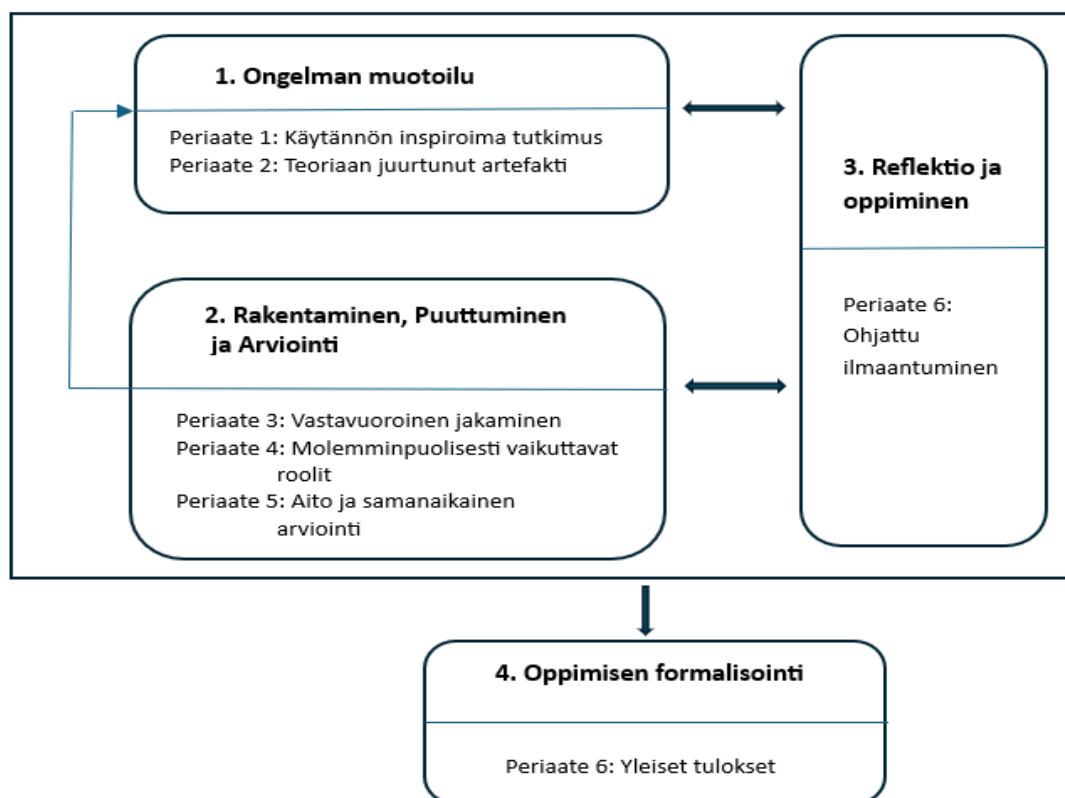 1. Ongelman muotoilu
Periaate 1: Käytännön inspiroima tutkimus
Periaate 2: Teoriaan juurtunut artefakti
2. Rakentaminen, Puuttuminen
ja Arviointi
Periaate 3: Vastavuoroinen jakaminen
Periaate 4: Molemminpuolisesti vaikuttavat
roolit
Periaate 5: Aito ja samanaikainen
arviointi
3. Reflektio ja
oppiminen
Periaate 6:
Ohjattu
ilmaantuminen
4. Oppimisen formalisointi
Periaate 6: Yleiset tulokset